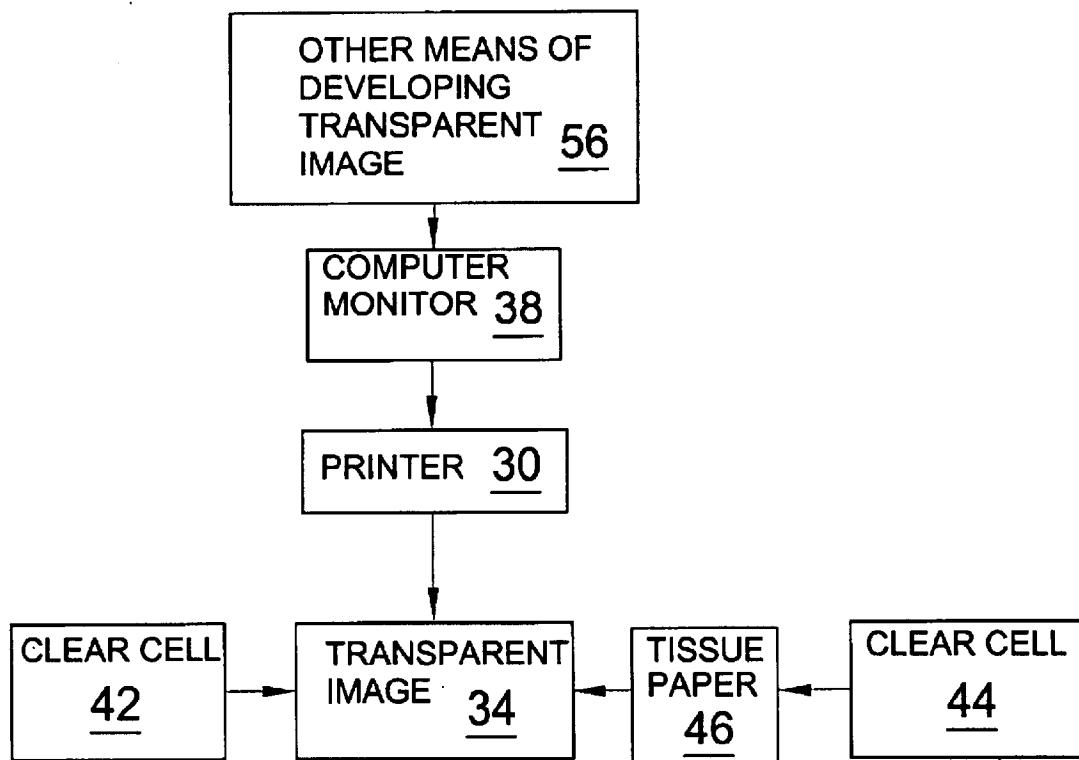 OTHER MEANS OF
DEVELOPING
TRANSPARENT
IMAGE 56
COMPUTER
MONITOR 38
PRINTER 30
CLEAR CELL
42
TRANSPARENT
IMAGE 34
TISSUE
PAPER
46
CLEAR CELL
44